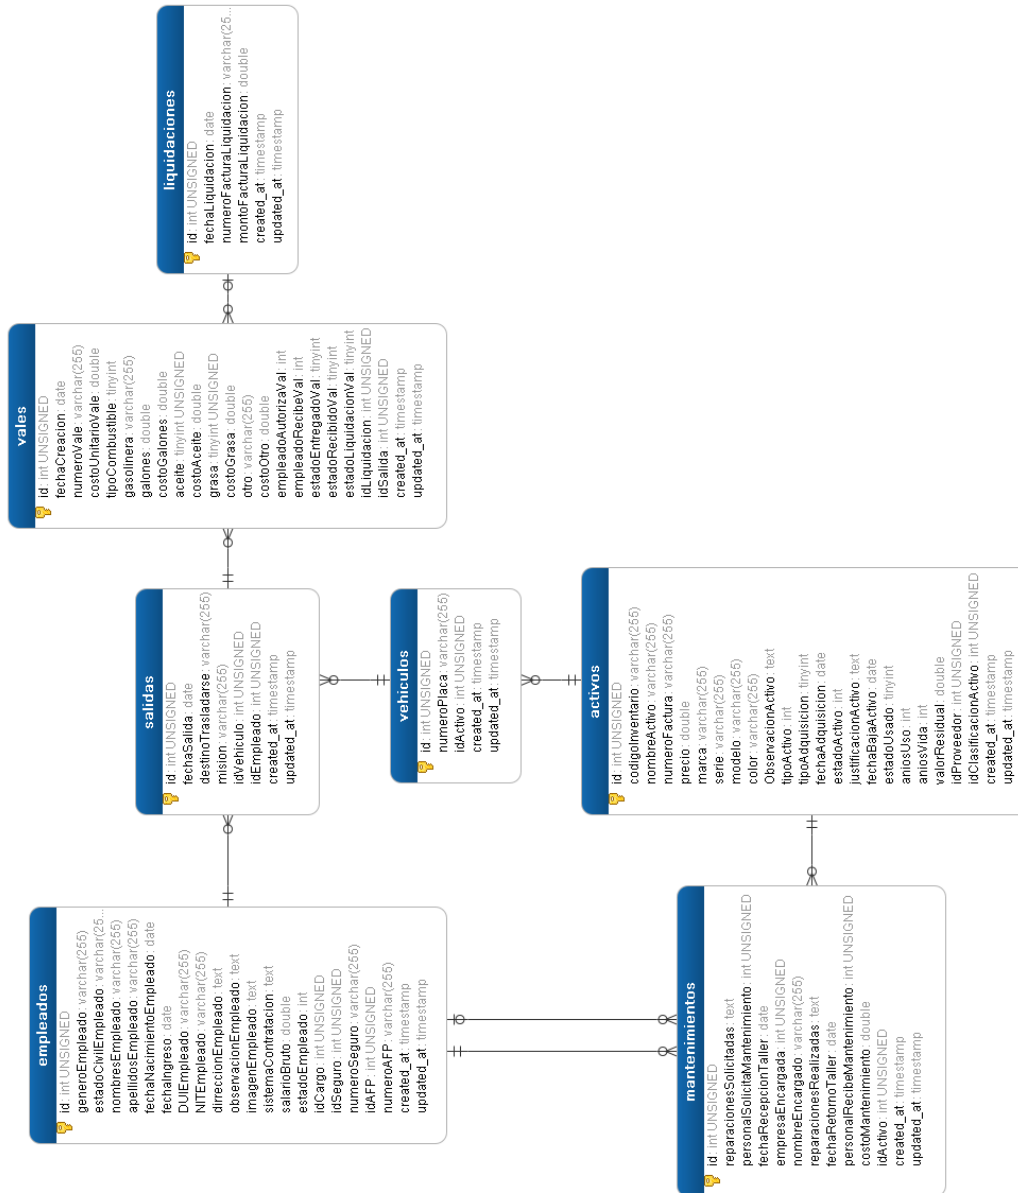 liquidaciones
id: int UNSIGNED
fechaLiquidacion: date
numeroFacturaLiquidacion: varchar(25...
montoFacturaLiquidacion: double
created_at: timestamp
updated_at: timestamp
vales
id: int UNSIGNED
fechaCreacion: date
numeroVale: varchar(255)
costoUnitarioVale: double
tipoCombustible: tinyint
gasolinera: varchar(255)
galones: double
costoGalones: double
aceite: tinyint UNSIGNED
costoAceite: double
grasa: tinyint UNSIGNED
costoGrasa: double
otro: varchar(255)
costoOtro: double
empleadoAutorizaVal: int
empleadoRecibeVal: int
estadoEntregadoVal: tinyint
estadoRecibidoVal: tinyint
estadoLiquidacionVal: tinyint
idLiquidacion: int UNSIGNED
idSalida: int UNSIGNED
created_at: timestamp
updated_at: timestamp
salidas
id: int UNSIGNED
fechaSalida: date
destinoTrasladarse: varchar(255)
mision: varchar(255)
idVehiculo: int UNSIGNED
idEmpleado: int UNSIGNED
created_at: timestamp
updated_at: timestamp
vehiculos
id: int UNSIGNED
numeroPlaca: varchar(255)
idActivo: int UNSIGNED
created_at: timestamp
updated_at: timestamp
activos
id: int UNSIGNED
codigoInventario: varchar(255)
nombreActivo: varchar(255)
numeroFactura: varchar(255)
precio: double
marca: varchar(255)
serie: varchar(255)
modelo: varchar(255)
color: varchar(255)
ObservacionActivo: text
tipoActivo: int
tipoAdquisicion: tinyint
fechaAdquisicion: date
estadoActivo: int
justificacionActivo: text
fechaBajaActivo: date
estadoUsado: tinyint
aniosUso: int
aniosVida: int
valorResidual: double
idProveedor: int UNSIGNED
idClasificacionActivo: int UNSIGNED
created_at: timestamp
updated_at: timestamp
empleados
id: int UNSIGNED
generoEmpleado: varchar(255)
estadoCivilEmpleado: varchar(25...
nombresEmpleado: varchar(255)
apellidosEmpleado: varchar(255)
fechaNacimientoEmpleado: date
fechaIngreso: date
DUIEmpleado: varchar(255)
NITEmpleado: varchar(255)
dirreccionEmpleado: text
observacionEmpleado: text
imagenEmpleado: text
sistemaContratacion: text
salarioBruto: double
estadoEmpleado: int
idCargo: int UNSIGNED
idSeguro: int UNSIGNED
numeroSeguro: varchar(255)
idAFP: int UNSIGNED
numeroAFP: varchar(255)
created_at: timestamp
updated_at: timestamp
mantenimientos
id: int UNSIGNED
reparacionesSolicitadas: text
personalSolicitaMantenimiento: int UNSIGNED
fechaRecepcionTaller: date
empresaEncargada: int UNSIGNED
nombreEncargado: varchar(255)
reparacionesRealizadas: text
fechaRetornoTaller: date
personalRecibeMantenimiento: int UNSIGNED
costoMantenimiento: double
idActivo: int UNSIGNED
created_at: timestamp
updated_at: timestamp